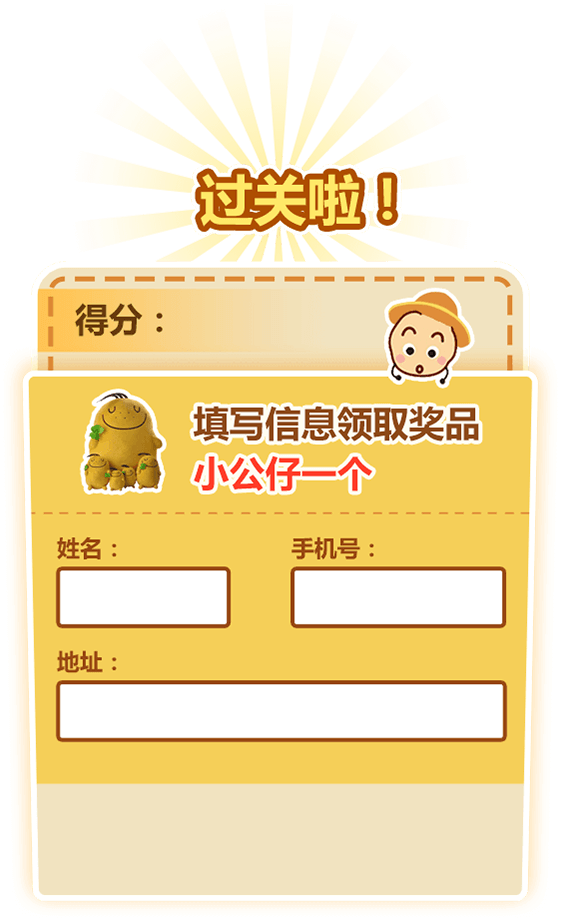 过关啦！
得分：
填写信息领取奖品
小公仔一个
姓名：
手机号：
地址：